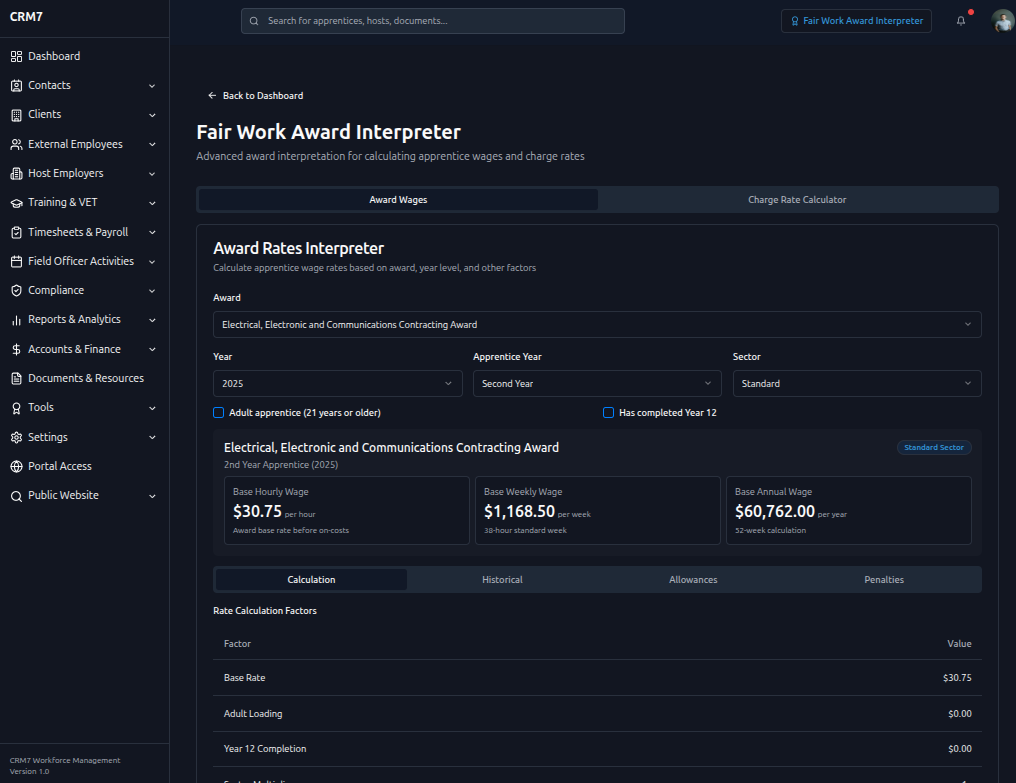 CRM7
Search for apprentices, hosts, documents...
Fair Work Award Interpreter
Dashboard
Contacts
Clients
External Employees
Host Employers
Training & VET
Timesheets & Payroll
Field Officer Activities
Compliance
Reports & Analytics
Accounts & Finance
Documents & Resources
Tools
Settings
Portal Access
Public Website
CRM7 Workforce Management
Version 1.0
Back to Dashboard
Fair Work Award Interpreter
Advanced award interpretation for calculating apprentice wages and charge rates
Award Wages
Charge Rate Calculator
Award Rates Interpreter
Calculate apprentice wage rates based on award, year level, and other factors
Award
Electrical, Electronic and Communications Contracting Award
Year
Apprentice Year
Sector
2025
Second Year
Standard
Adult apprentice (21 years or older)
Has completed Year 12
Electrical, Electronic and Communications Contracting Award
Standard Sector
2nd Year Apprentice (2025)
Base Hourly Wage
$30.75 per hour
Award base rate before on-costs
Base Weekly Wage
$1,168.50 per week
38-hour standard week
Base Annual Wage
$60,762.00 per year
52-week calculation
Calculation
Historical
Allowances
Penalties
Rate Calculation Factors
Factor
Value
Base Rate
$30.75
Adult Loading
$0.00
Year 12 Completion
$0.00